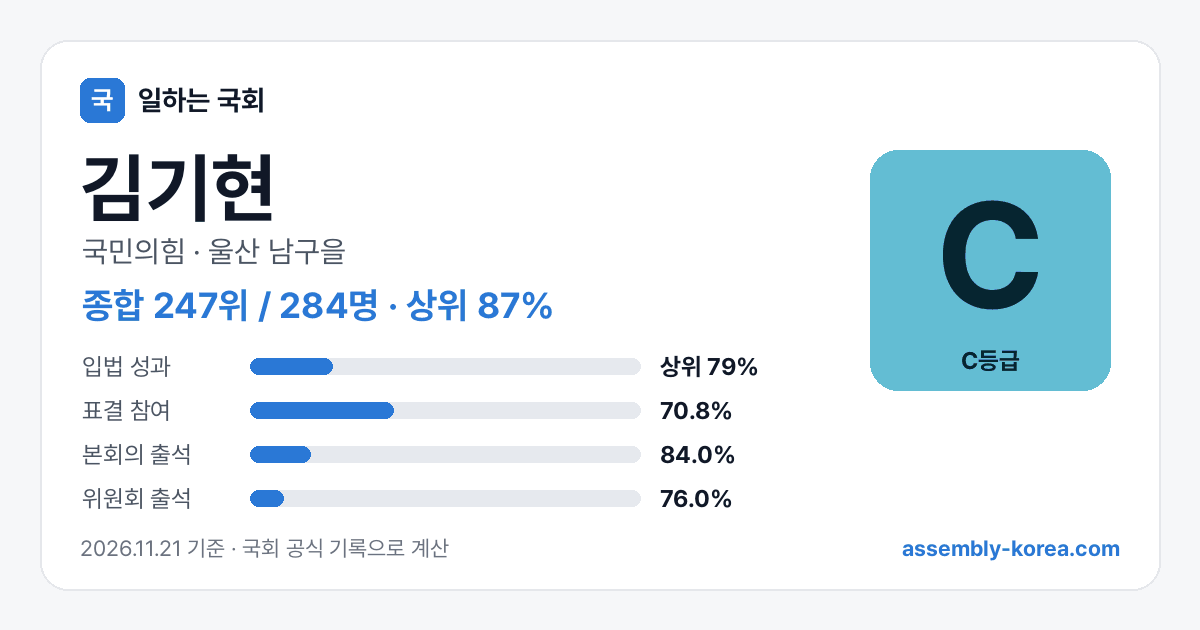 국 일하는 국회
김기현
국민의힘 · 울산 남구을
종합 247위 / 284명 · 상위 87%
입법 성과 상위 79%
표결 참여 70.8%
본회의 출석 84.0%
위원회 출석 76.0%
C
C등급
2026.11.21 기준 · 국회 공식 기록으로 계산
assembly-korea.com